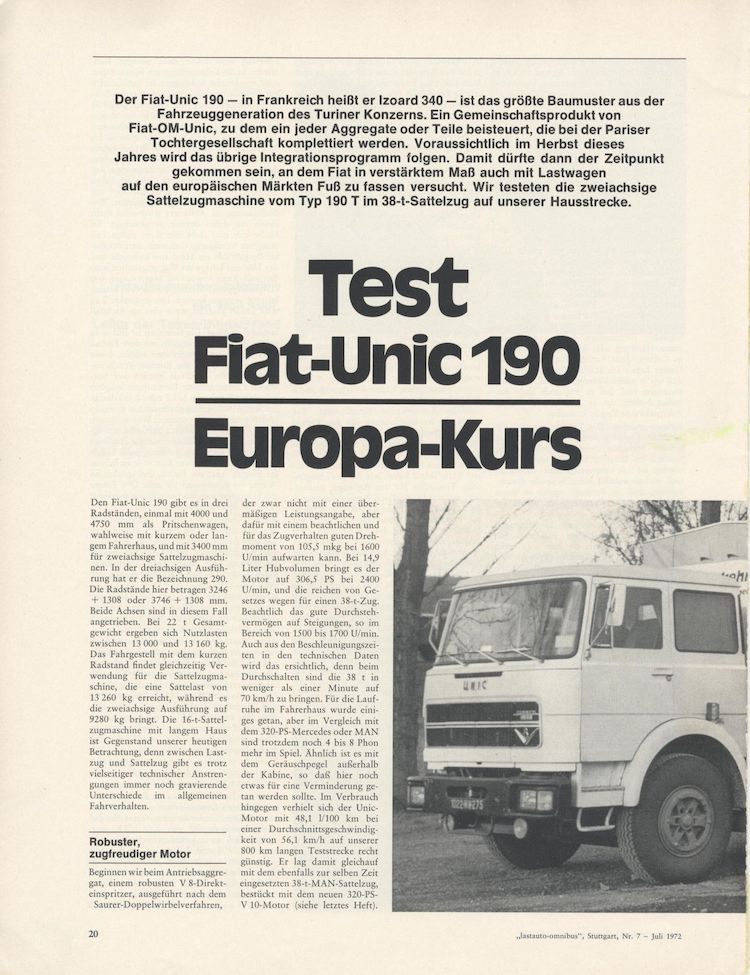 Der Fiat-Unic 190 — in Frankreich heißt er Izoard 340 — ist das größte Baumuster aus der
Fahrzeuggeneration des Turiner Konzerns. Ein Gemeinschaftsprodukt von
Fiat-OM-Unic, zu dem ein jeder Aggregate oder Teile beisteuert, die bei der Pariser
Tochtergesellschaft komplettiert werden. Voraussichtlich im Herbst dieses
Jahres wird das übrige Integrationsprogramm folgen. Damit dürfte dann der Zeitpunkt
gekommen sein, an dem Fiat in verstärktem Maß auch mit Lastwagen
auf den europäischen Märkten Fuß zu fassen versucht. Wir testeten die zweiachsige
Sattelzugmaschine vom Typ 190 T im 38-t-Sattelzug auf unserer Hausstrecke.
Test
Fiat-Unic 190
Europa-Kurs
Den Fiat-Unic 190 gibt es in drei
Radständen, einmal mit 4000 und
4750 mm als Pritschenwagen,
wahlweise mit kurzem oder lan-
gem Fahrerhaus, und mit 3400 mm
für zweiachsige Sattelzugmaschi-
nen. In der dreiachsigen Ausfüh-
rung hat er die Bezeichnung 290.
Die Radstände hier betragen 3246
+ 1308 oder 3746 + 1308 mm.
Beide Achsen sind in diesem Fall
angetrieben. Bei 22 t Gesamt-
gewicht ergeben sich Nutzlasten
zwischen 13 000 und 13 160 kg.
Das Fahrgestell mit dem kurzen
Radstand findet gleichzeitig Ver-
wendung für die Sattelzugma-
schine, die eine Sattelast von
13 260 kg erreicht, während es
die zweiachsige Ausführung auf
9280 kg bringt. Die 16-t-Sattel-
zugmaschine mit langem Haus
ist Gegenstand unserer heutigen
Betrachtung, denn zwischen Last-
zug und Sattelzug gibt es trotz
vielseitiger technischer Anstren-
gungen immer noch gravierende
Unterschiede im allgemeinen
Fahrverhalten.
Robuster,
zugfreudiger Motor
Beginnen wir beim Antriebsaggre-
gat, einem robusten V 8-Direkt-
einspritzer, ausgeführt nach dem
Saurer-Doppelwirbelverfahren,
der zwar nicht mit einer über-
mäßigen Leistungsangabe, aber
dafür mit einem beachtlichen und
für das Zugverhalten guten Dreh-
moment von 105,5 mkg bei 1600
U/min aufwarten kann. Bei 14,9
Liter Hubvolumen bringt es der
Motor auf 306,5 PS bei 2400
U/min, und die reichen von Ge-
setzes wegen für einen 38-t-Zug.
Beachtlich das gute Durchsteh-
vermögen auf Steigungen, so im
Bereich von 1500 bis 1700 U/min.
Auch aus den Beschleunigungszei-
ten in den technischen Daten
wird das ersichtlich, denn beim
Durchschalten sind die 38 t in
weniger als einer Minute auf
70 km/h zu bringen. Für die Lauf-
ruhe im Fahrerhaus wurde eini-
ges getan, aber im Vergleich mit
dem 320-PS-Mercedes oder MAN
sind trotzdem noch 4 bis 8 Phon
mehr im Spiel. Ähnlich ist es mit
dem Geräuschpegel außerhalb
der Kabine, so daß hier noch
etwas für eine Verminderung ge-
tan werden sollte. Im Verbrauch
hingegen verhielt sich der Unic-
Motor mit 48,1 l/100 km bei
einer Durchschnittsgeschwindig-
keit von 56,1 km/h auf unserer
800 km langen Teststrecke recht
günstig. Er lag damit gleichauf
mit dem ebenfalls zur selben Zeit
eingesetzten 38-t-MAN-Sattelzug,
bestückt mit dem neuen 320-PS-
V 10-Motor (siehe letztes Heft).
UNIC
20
„lastauto-omnibus", Stuttgart, Nr. 7 – Juli 1972